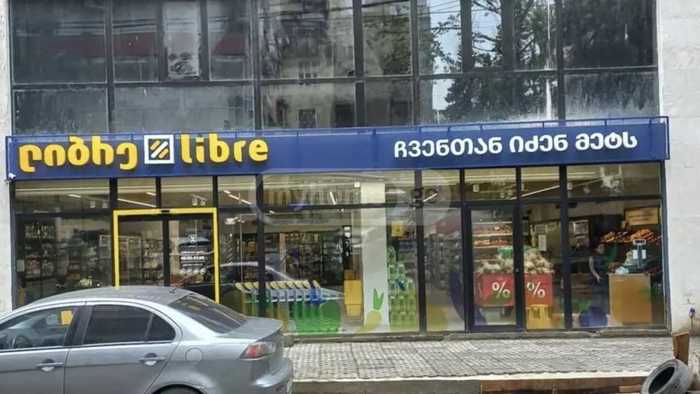 ლიბრე libre
ჩვენთან იძენ მეტს
% %